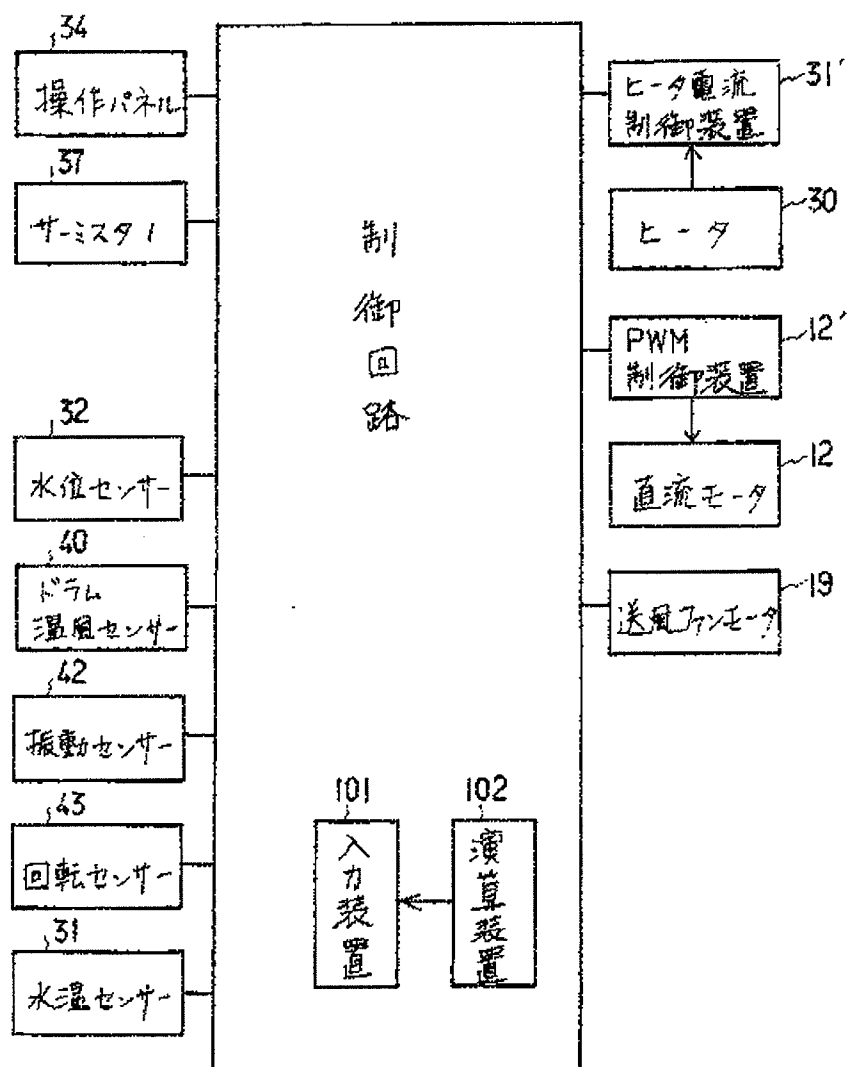 34
操作パネル
37
サーミスタ1
32
水位センサー
40
ドラム
温風センサー
42
振動センサー
43
回転センサー
31
水温センサー
制御回路
101
入力装置
102
演算装置
31'
ヒータ電流
制御装置
30
ヒータ
12'
PWM
制御装置
12
直流モータ
19
送風ファンモータ